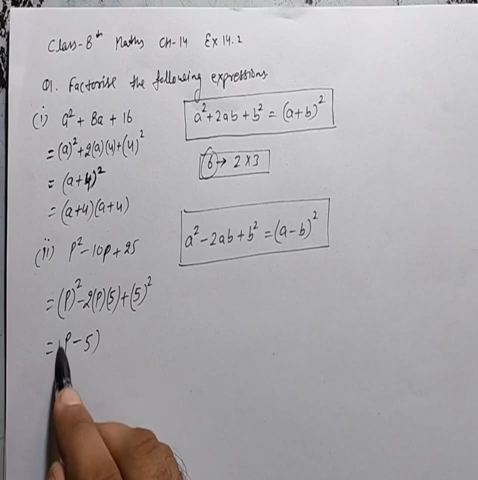 Class-8th Maths CH-14 Ex 14.2
Q1. Factorise the following expressions
(i) a² + 8a + 16
a²+2ab+b² = (a+b)²
= (a)²+2(a)(4)+(4)²
6 → 2×3
= (a+4)²
= (a+4)(a+4)
a²-2ab+b² = (a-b)²
(ii) p²-10p+25
= (p)²-2(p)(5)+(5)²
= (p-5)